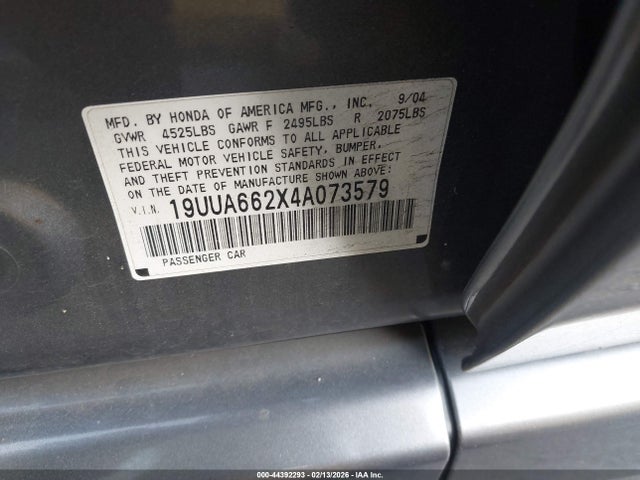 MFD. BY HONDA OF AMERICA MFG., INC. 9/04
GVWR 4525LBS GAWR F 2495LBS R 2075LBS
THIS VEHICLE CONFORMS TO ALL APPLICABLE
FEDERAL MOTOR VEHICLE SAFETY, BUMPER,
AND THEFT PREVENTION STANDARDS IN EFFECT
ON THE DATE OF MANUFACTURE SHOWN ABOVE:
V.I.N. 19UUA662X4A073579
PASSENGER CAR
000-44392293 - 02/13/2026 - IAA Inc.